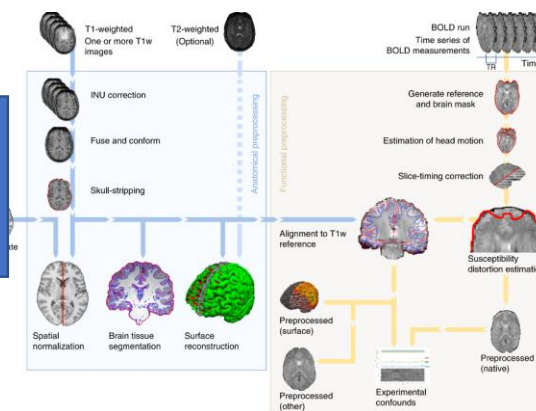 T1-weighted
One or more T1w
images
T2-weighted
(Optional)
BOLD run
Time series of
BOLD measurements
TR
Time
INU correction
Fuse and conform
Skull-stripping
Anatomical preprocessing
Functional preprocessing
Generate reference
and brain mask
Estimation of head motion
Slice-timing correction
Alignment to T1w
reference
Susceptibility
distortion estimatio
Spatial
normalization
Brain tissue
segmentation
Surface
reconstruction
Preprocessed
(surface)
Preprocessed
(other)
Experimental
confounds
Preprocessed
(native)